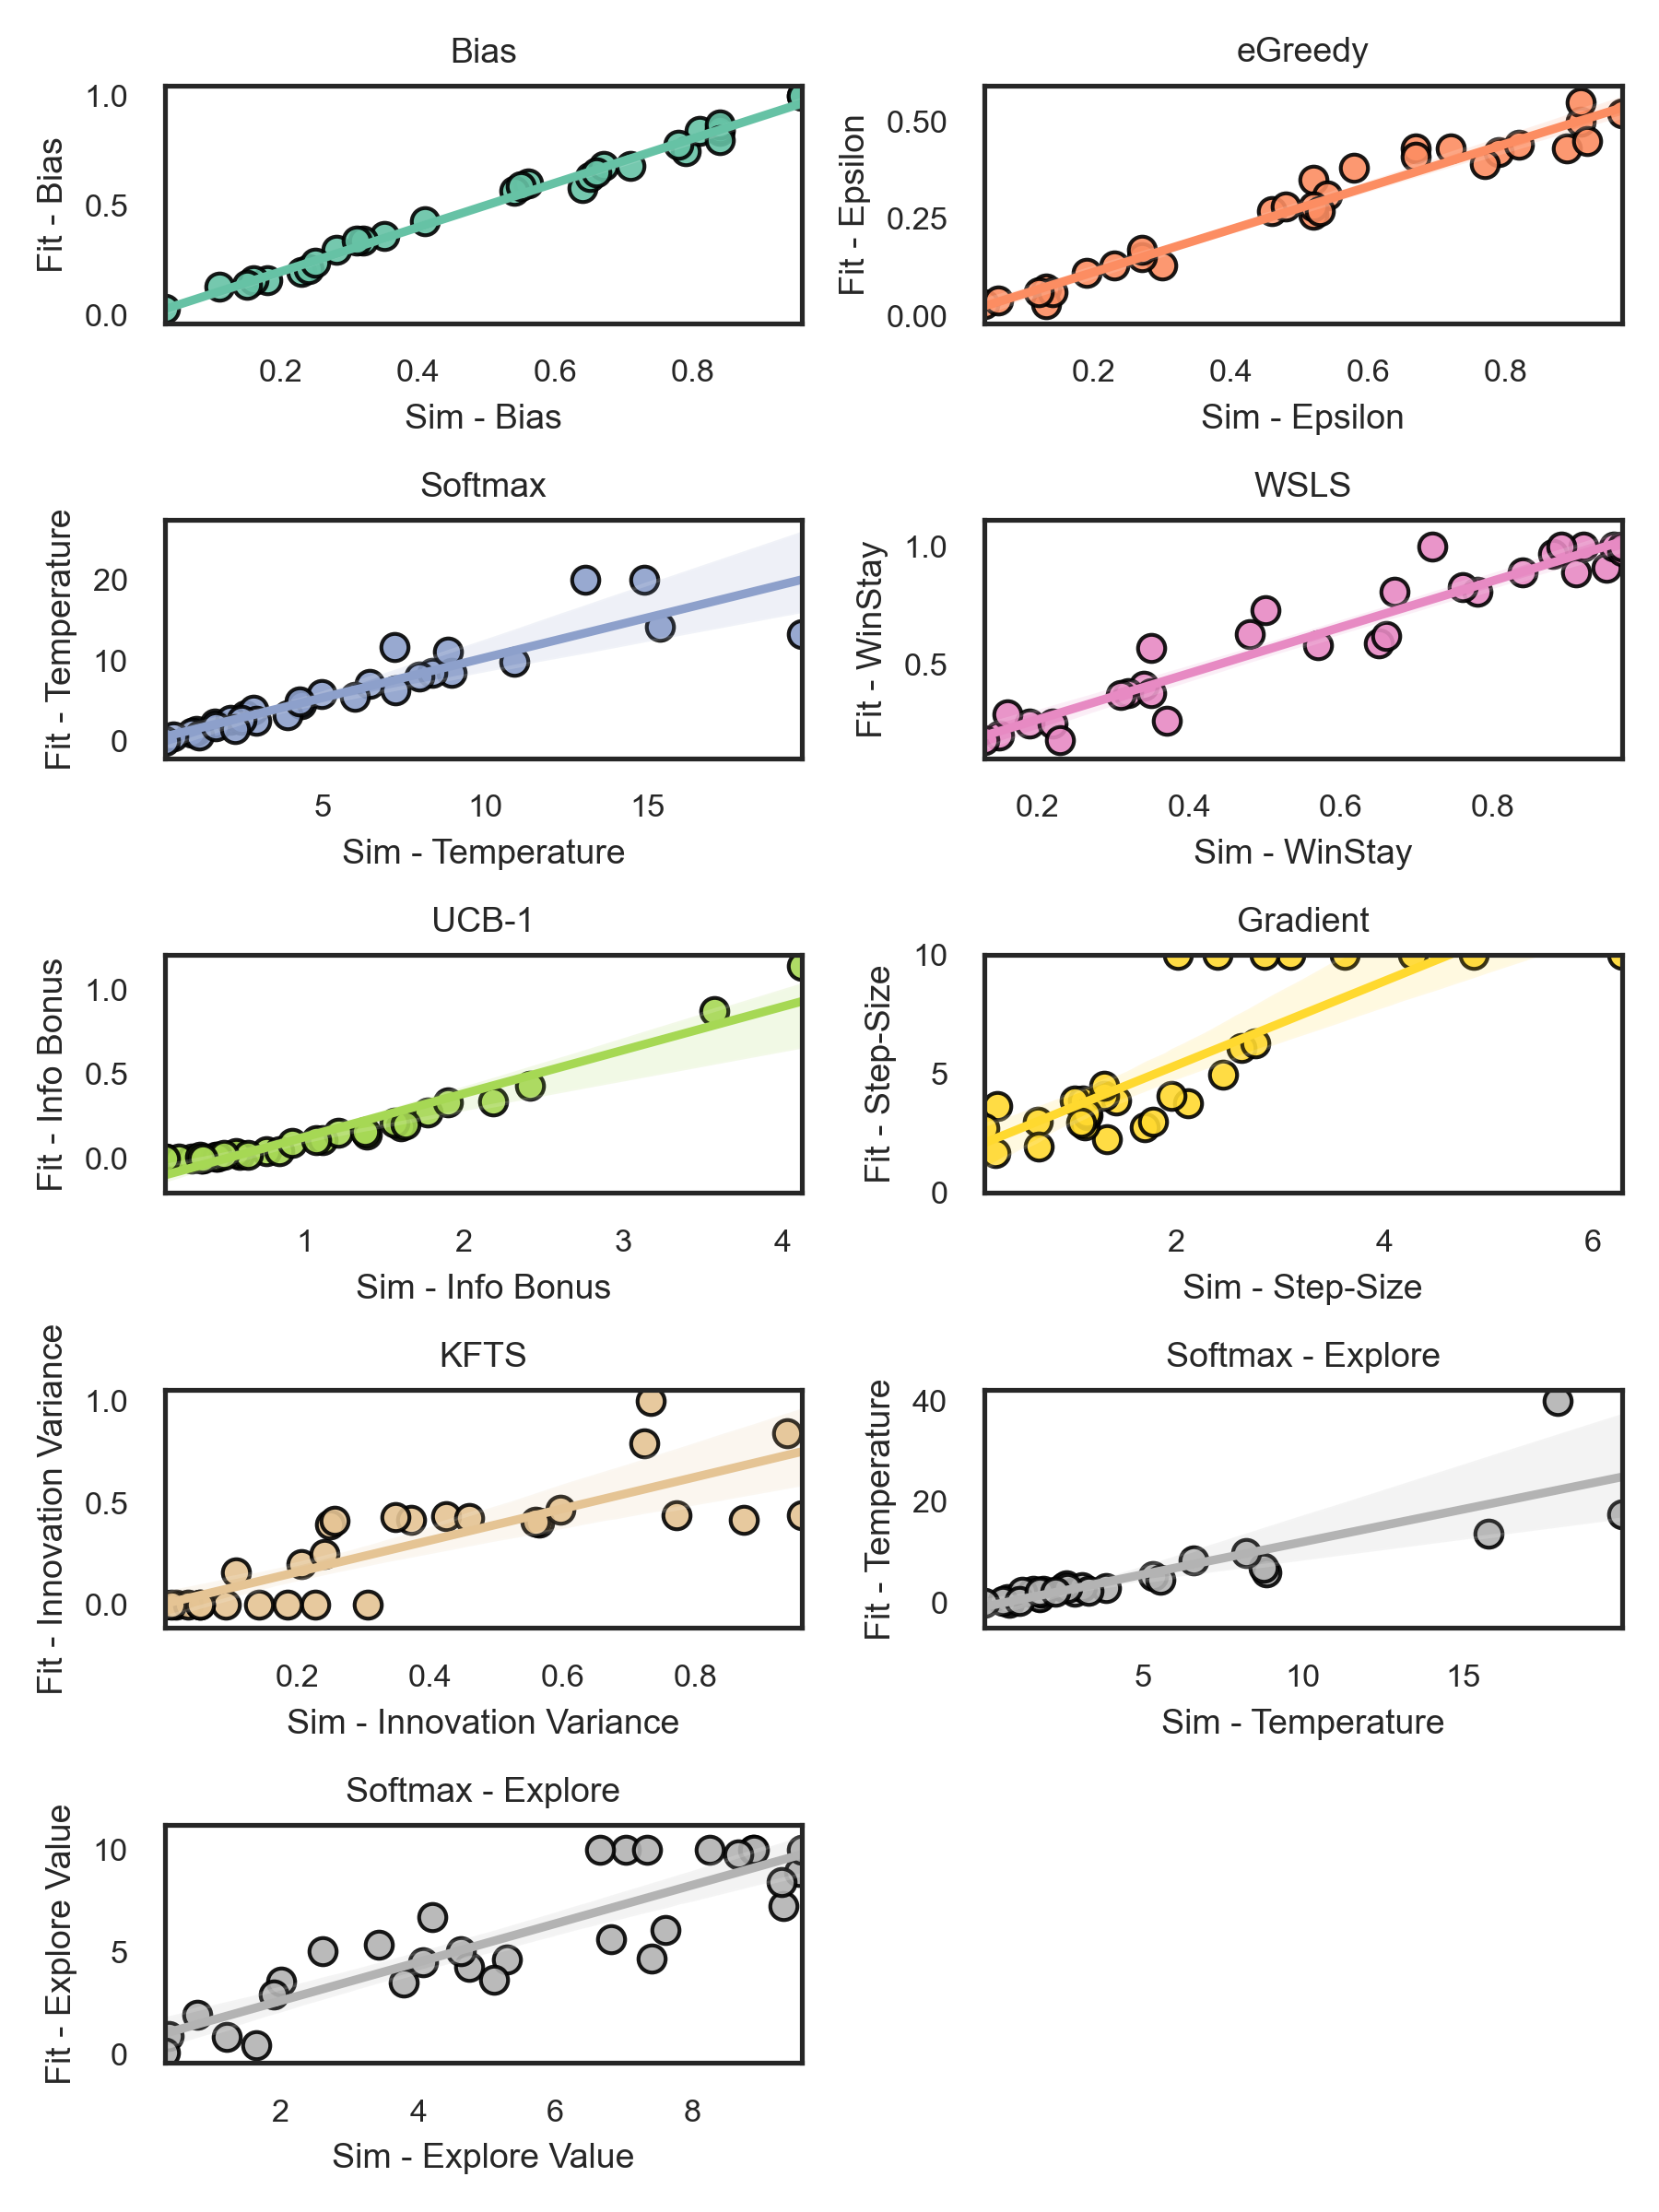 Bias
Fit - Bias
1.0
0.5
0.0
0.2 0.4 0.6 0.8
Sim - Bias
eGreedy
Fit - Epsilon
0.50
0.25
0.00
0.2 0.4 0.6 0.8
Sim - Epsilon
Softmax
Fit - Temperature
20
10
0
5 10 15
Sim - Temperature
WSLS
Fit - WinStay
1.0
0.5
0.2 0.4 0.6 0.8
Sim - WinStay
UCB-1
Fit - Info Bonus
1.0
0.5
0.0
1 2 3 4
Sim - Info Bonus
Gradient
Fit - Step-Size
10
5
0
2 4 6
Sim - Step-Size
KFTS
Fit - Innovation Variance
1.0
0.5
0.0
0.2 0.4 0.6 0.8
Sim - Innovation Variance
Softmax - Explore
Fit - Temperature
40
20
0
5 10 15
Sim - Temperature
Softmax - Explore
Fit - Explore Value
10
5
0
2 4 6 8
Sim - Explore Value